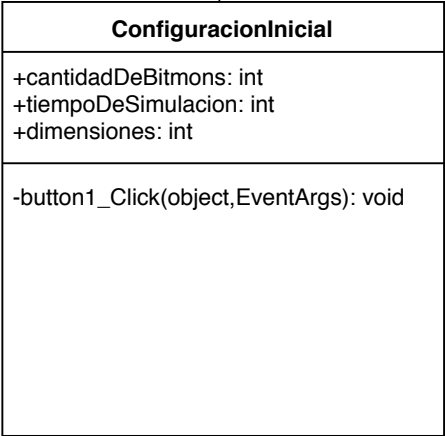 ConfiguracionInicial
+cantidadDeBitmons: int
+tiempoDeSimulacion: int
+dimensiones: int
-button1_Click(object,EventArgs): void